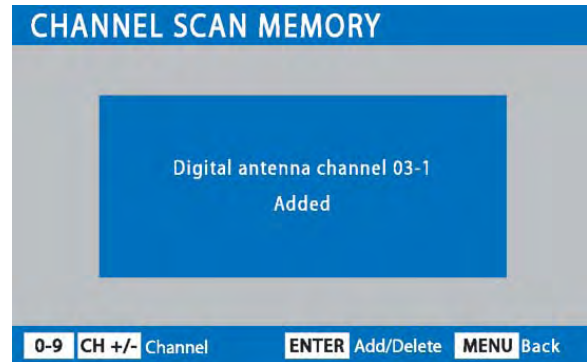 CHANNEL SCAN MEMORY
Digital antenna channel 03-1
Added
0-9 CH +/- Channel ENTER Add/Delete MENU Back